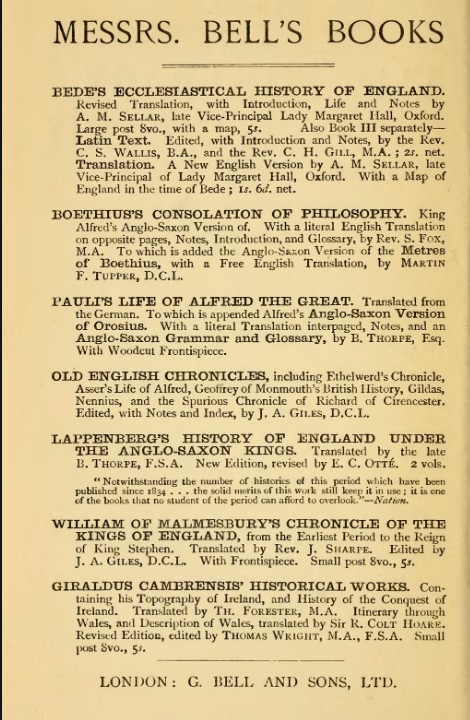 MESSRS. BELL'S BOOKS
BEDE'S ECCLESIASTICAL HISTORY OF ENGLAND.
Revised Translation, with Introduction, Life and Notes by
A. M. SELLAR, late Vice-Principal Lady Margaret Hall, Oxford.
Large post 8vo., with a map, 5s. Also Book III separately—
Latin Text. Edited, with Introduction and Notes, by the Rev.
C. S. WALLIS, B.A., and the Rev. C. H. GILL, M.A.; 2s. net.
Translation. A New English Version by A. M. SELLAR, late
Vice-Principal of Lady Margaret Hall, Oxford. With a Map of
England in the time of Bede; 1s. 6d. net.
BOETHIUS'S CONSOLATION OF PHILOSOPHY. King
Alfred's Anglo-Saxon Version of. With a literal English Translation
on opposite pages, Notes, Introduction, and Glossary, by Rev. S. FOX,
M.A. To which is added the Anglo-Saxon Version of the Metres
of Boethius, with a Free English Translation, by MARTIN
F. TUPPER, D.C.L.
PAULI'S LIFE OF ALFRED THE GREAT. Translated from
the German. To which is appended Alfred's Anglo-Saxon Version
of Orosius. With a literal Translation interpaged, Notes, and an
Anglo-Saxon Grammar and Glossary, by B. THORPE, Esq.
With Woodcut Frontispiece.
OLD ENGLISH CHRONICLES, including Ethelwerd's Chronicle,
Asser's Life of Alfred, Geoffrey of Monmouth's British History, Gildas,
Nennius, and the Spurious Chronicle of Richard of Cirencester.
Edited, with Notes and Index, by J. A. GILES, D.C.L.
LAPPENBERG'S HISTORY OF ENGLAND UNDER
THE ANGLO-SAXON KINGS. Translated by the late
B. THORPE, F.S.A. New Edition, revised by E. C. OTTÉ. 2 vols.
"Notwithstanding the number of histories of this period which have been
published since 1834 . . . the solid merits of this work still keep it in use; it is one
of the books that no student of the period can afford to overlook."—Nation.
WILLIAM OF MALMESBURY'S CHRONICLE OF THE
KINGS OF ENGLAND, from the Earliest Period to the Reign
of King Stephen. Translated by Rev. J. SHARPE. Edited by
J. A. GILES, D.C.L. With Frontispiece. Small post 8vo., 5s.
GIRALDUS CAMBRENSIS' HISTORICAL WORKS. Con-
taining his Topography of Ireland, and History of the Conquest of
Ireland. Translated by TH. FORESTER, M.A. Itinerary through
Wales, and Description of Wales, translated by Sir R. COLT HOARE.
Revised Edition, edited by THOMAS WRIGHT, M.A., F.S.A. Small
post 8vo., 5s.
LONDON: G. BELL AND SONS, LTD.